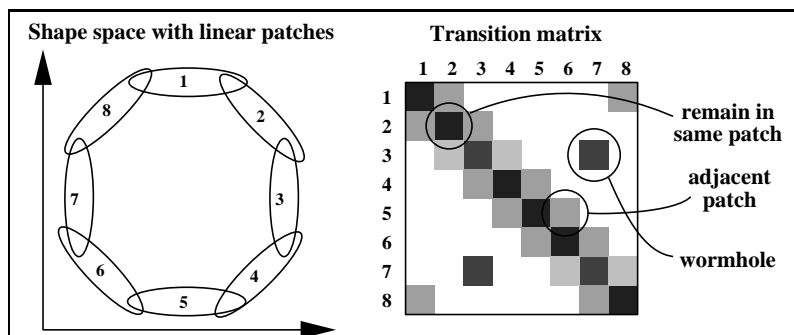 Shape space with linear patches
1
2
3
4
5
6
7
8
Transition matrix
1 2 3 4 5 6 7 8
1
2
3
4
5
6
7
8
remain in
same patch
adjacent
patch
wormhole